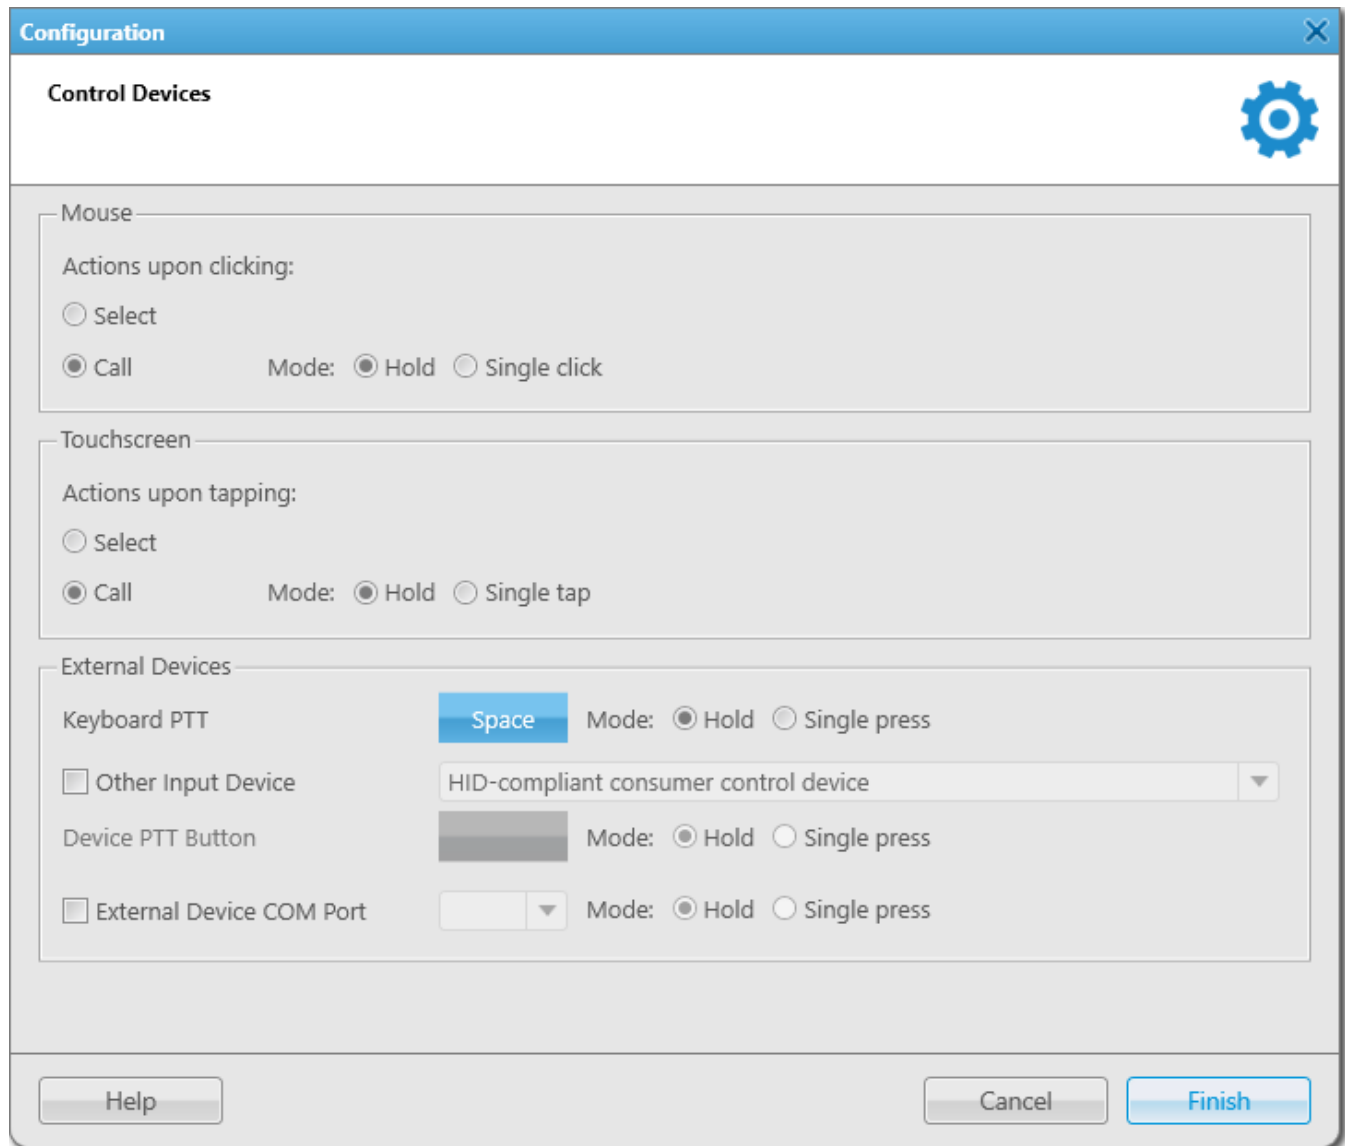 Configuration
Control Devices
Mouse
Actions upon clicking:
Select
Call Mode: Hold Single click
Touchscreen
Actions upon tapping:
Select
Call Mode: Hold Single tap
External Devices
Keyboard PTT Space Mode: Hold Single press
Other Input Device HID-compliant consumer control device
Device PTT Button Mode: Hold Single press
External Device COM Port Mode: Hold Single press
Help Cancel Finish